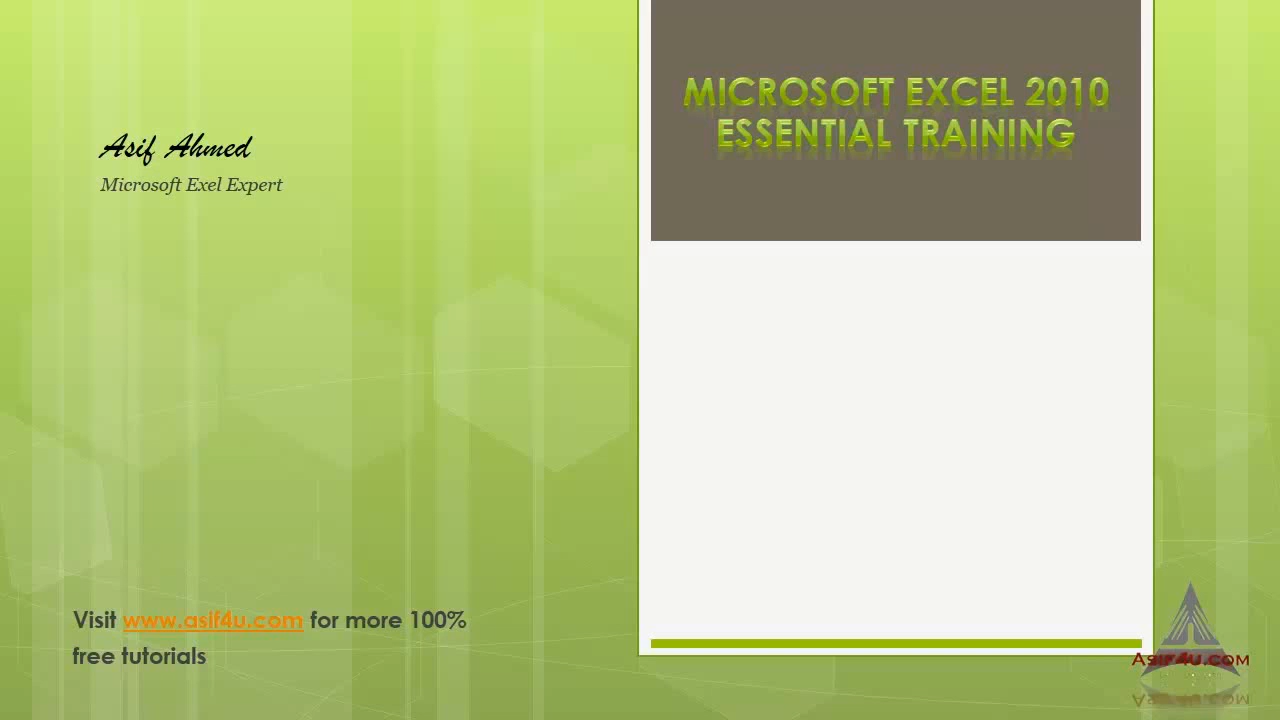 Asif Ahmed
Microsoft Exel Expert
MICROSOFT EXCEL 2010
ESSENTIAL TRAINING
Visit www.asif4u.com for more 100%
free tutorials
Asif4u.com